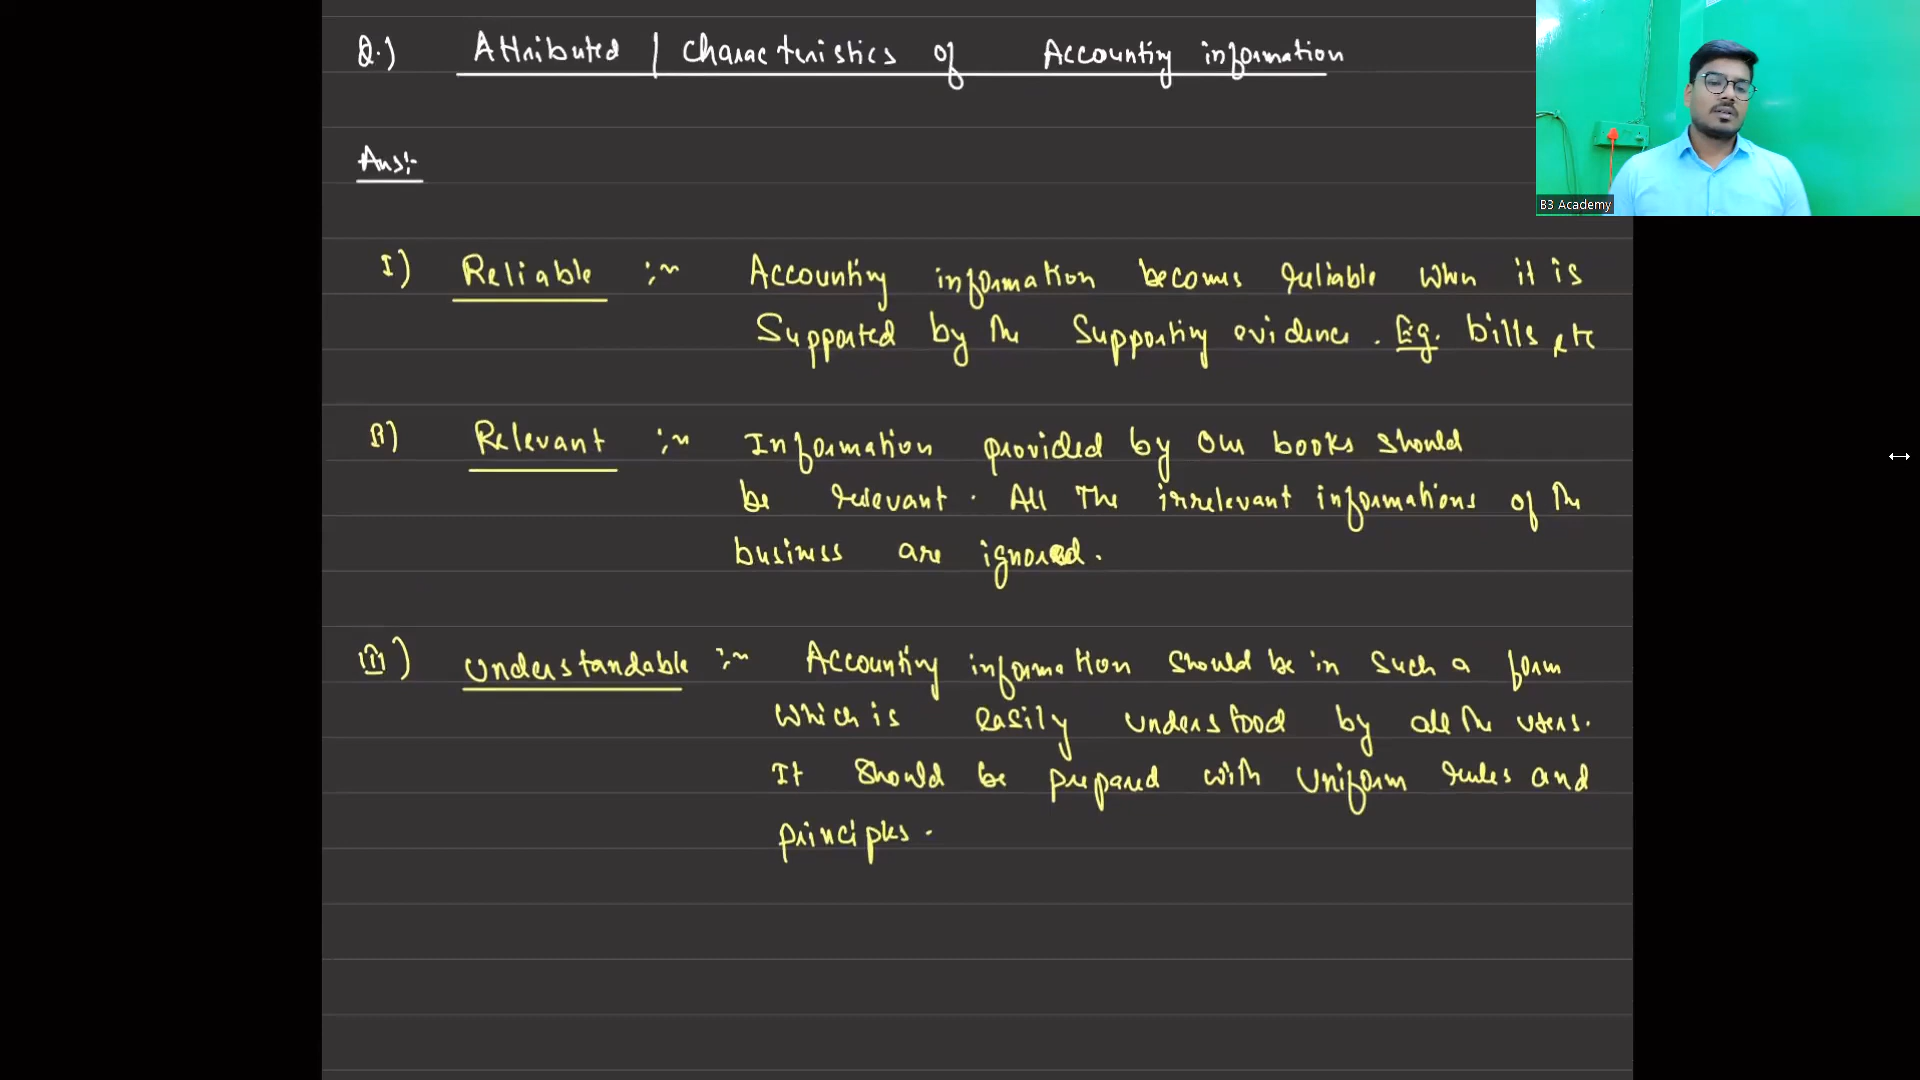 Q.) Attributed | Characteristics of Accounting information
B3 Academy
Ans:-
I) Reliable :~ Accounting information becomes reliable when it is
Supported by the Supporting evidence. Eg. bills, etc
II) Relevant :~ Information provided by our books should
be relevant. All The irrelevant informations of the
business are ignored.
III) Understandable :~ Accounting information should be in such a form
which is easily understood by all the users.
It should be prepared with Uniform rules and
principles.